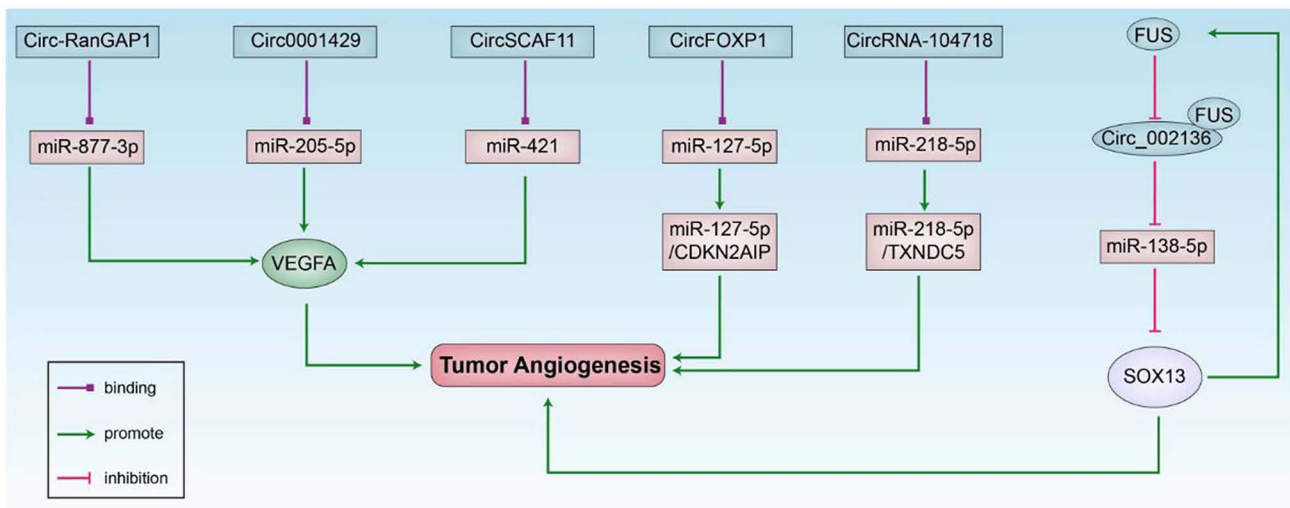 Circ-RanGAP1
Circ0001429
CircSCAF11
CircFOXP1
CircRNA-104718
FUS
FUS
Circ_002136
miR-877-3p
miR-205-5p
miR-421
miR-127-5p
miR-218-5p
miR-127-5p
/CDKN2AIP
miR-218-5p
/TXNDC5
miR-138-5p
VEGFA
Tumor Angiogenesis
SOX13
binding
promote
inhibition